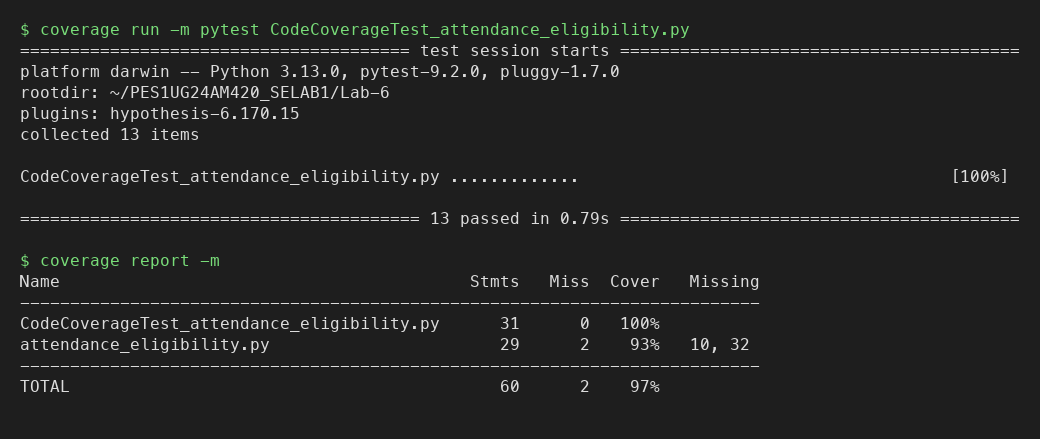 $ coverage run -m pytest CodeCoverageTest_attendance_eligibility.py
======================================= test session starts ========================================
platform darwin -- Python 3.13.0, pytest-9.2.0, pluggy-1.7.0
rootdir: ~/PES1UG24AM420_SELAB1/Lab-6
plugins: hypothesis-6.170.15
collected 13 items
CodeCoverageTest_attendance_eligibility.py ............. [100%]
======================================== 13 passed in 0.79s ========================================
$ coverage report -m
Name Stmts Miss Cover Missing
--------------------------------------------------------------------------
CodeCoverageTest_attendance_eligibility.py 31 0 100%
attendance_eligibility.py 29 2 93% 10, 32
--------------------------------------------------------------------------
TOTAL 60 2 97%